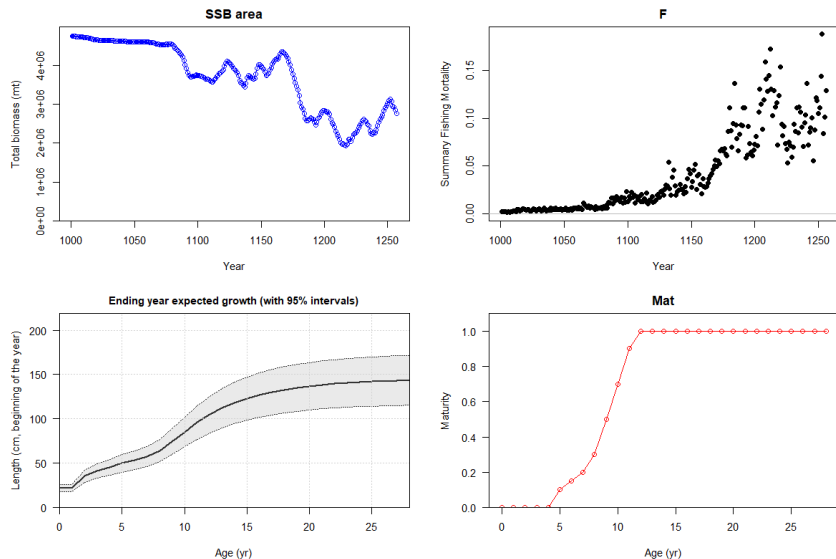 SSB area
Total biomass (mt)
0e+00 1e+06 2e+06 3e+06 4e+06
1000 1050 1100 1150 1200 1250
Year
F
Summary Fishing Mortality
0.00 0.05 0.10 0.15
1000 1050 1100 1150 1200 1250
Year
Ending year expected growth (with 95% intervals)
Length (cm, beginning of the year)
0 50 100 150 200
0 5 10 15 20 25
Age (yr)
Mat
Maturity
0.0 0.2 0.4 0.6 0.8 1.0
0 5 10 15 20 25
Age (yr)